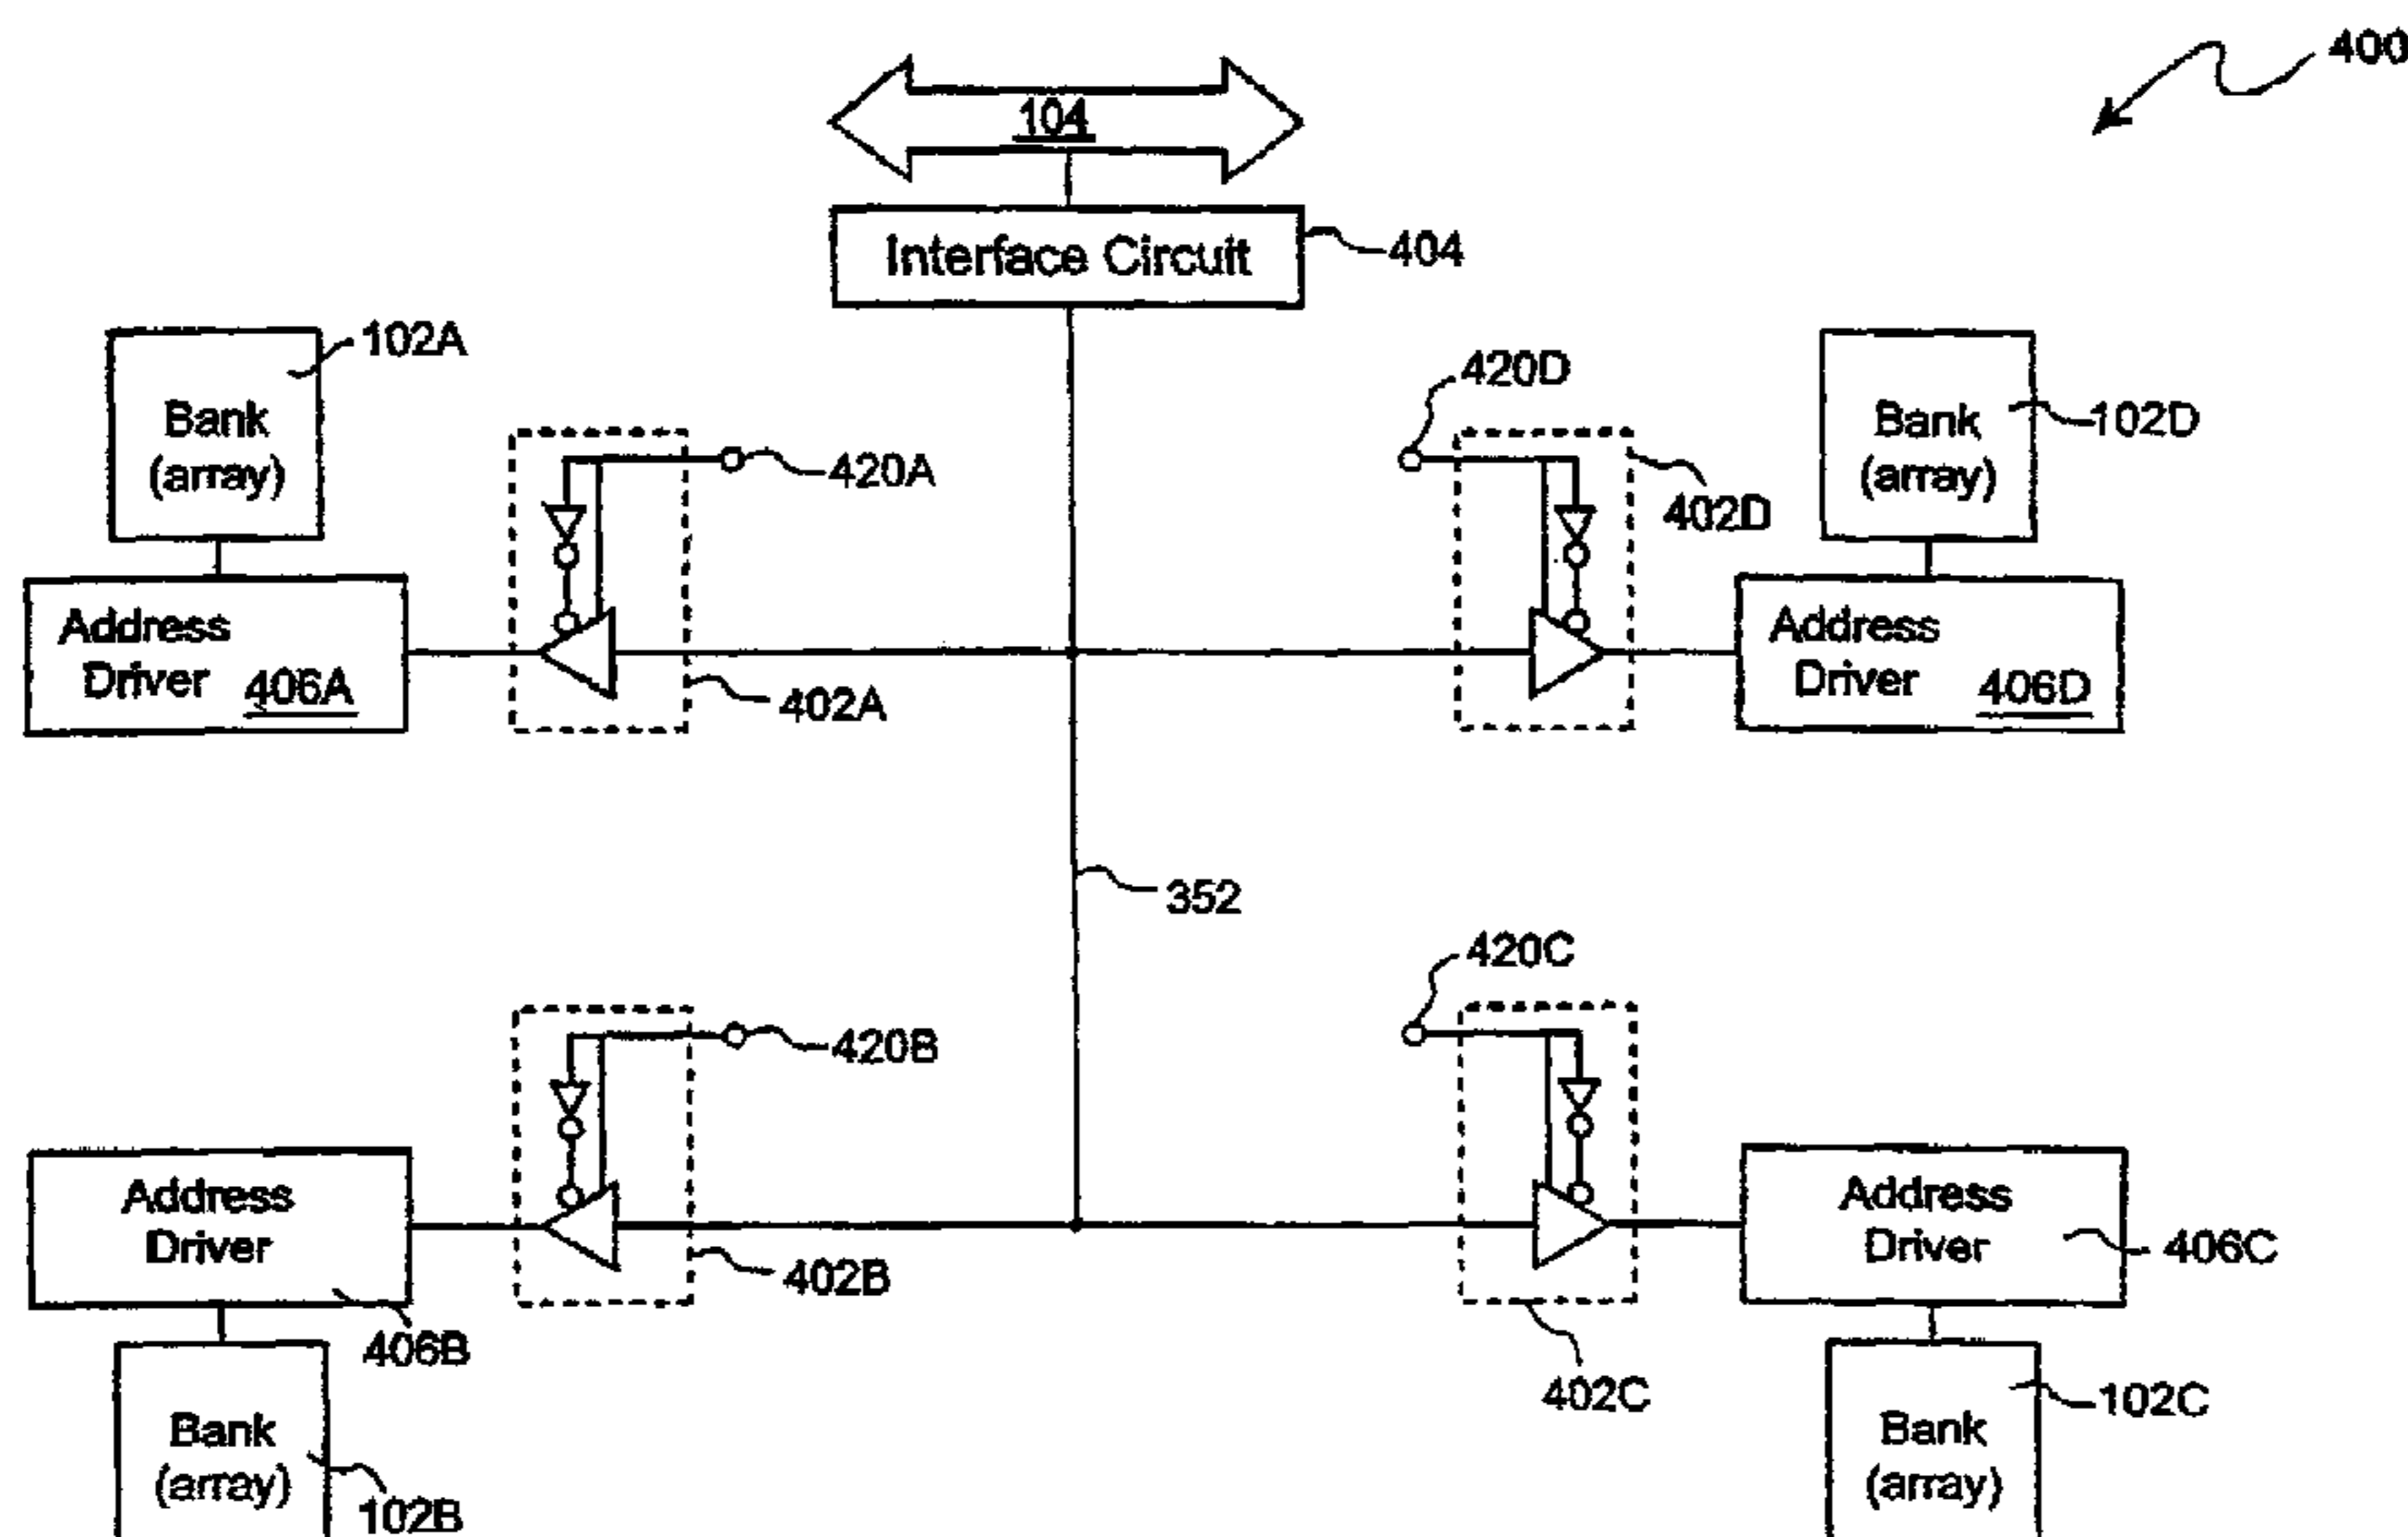 400
104
Interface Circuit
404
102A
Bank
(array)
420A
420D
Bank
(array)
102D
402D
Address
Driver
406A
402A
Address
Driver
406D
352
420B
420C
Address
Driver
406B
402B
402C
Address
Driver
406C
Bank
(array)
102B
Bank
(array)
102C